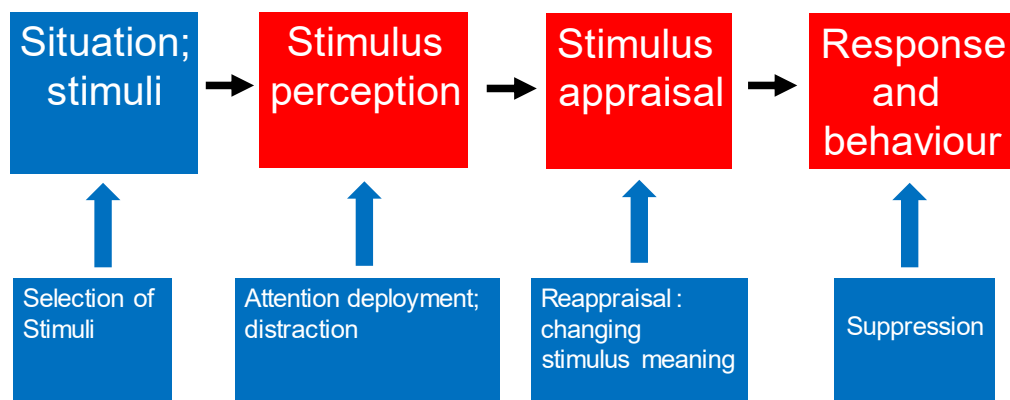 Situation;
stimuli
Stimulus
perception
Stimulus
appraisal
Response
and
behaviour
Selection of
Stimuli
Attention deployment;
distraction
Reappraisal :
changing
stimulus meaning
Suppression